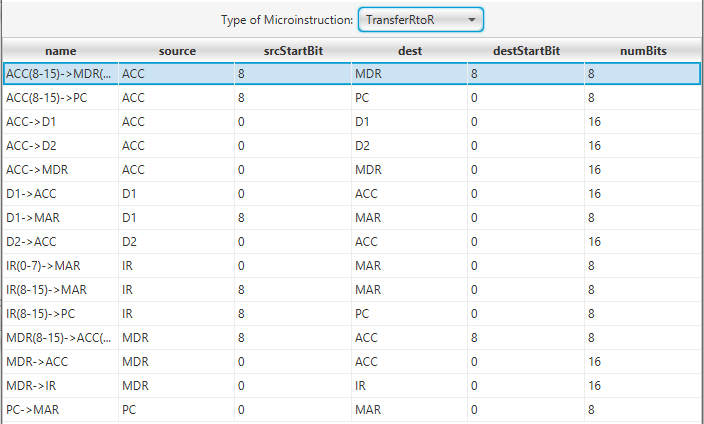 Type of Microinstruction: TransferRtoR
name source srcStartBit dest destStartBit numBits
ACC(8-15)->MDR(... ACC 8 MDR 8 8
ACC(8-15)->PC ACC 8 PC 0 8
ACC->D1 ACC 0 D1 0 16
ACC->D2 ACC 0 D2 0 16
ACC->MDR ACC 0 MDR 0 16
D1->ACC D1 0 ACC 0 16
D1->MAR D1 8 MAR 0 8
D2->ACC D2 0 ACC 0 16
IR(0-7)->MAR IR 0 MAR 0 8
IR(8-15)->MAR IR 8 MAR 0 8
IR(8-15)->PC IR 8 PC 0 8
MDR(8-15)->ACC(... MDR 8 ACC 8 8
MDR->ACC MDR 0 ACC 0 16
MDR->IR MDR 0 IR 0 16
PC->MAR PC 0 MAR 0 8